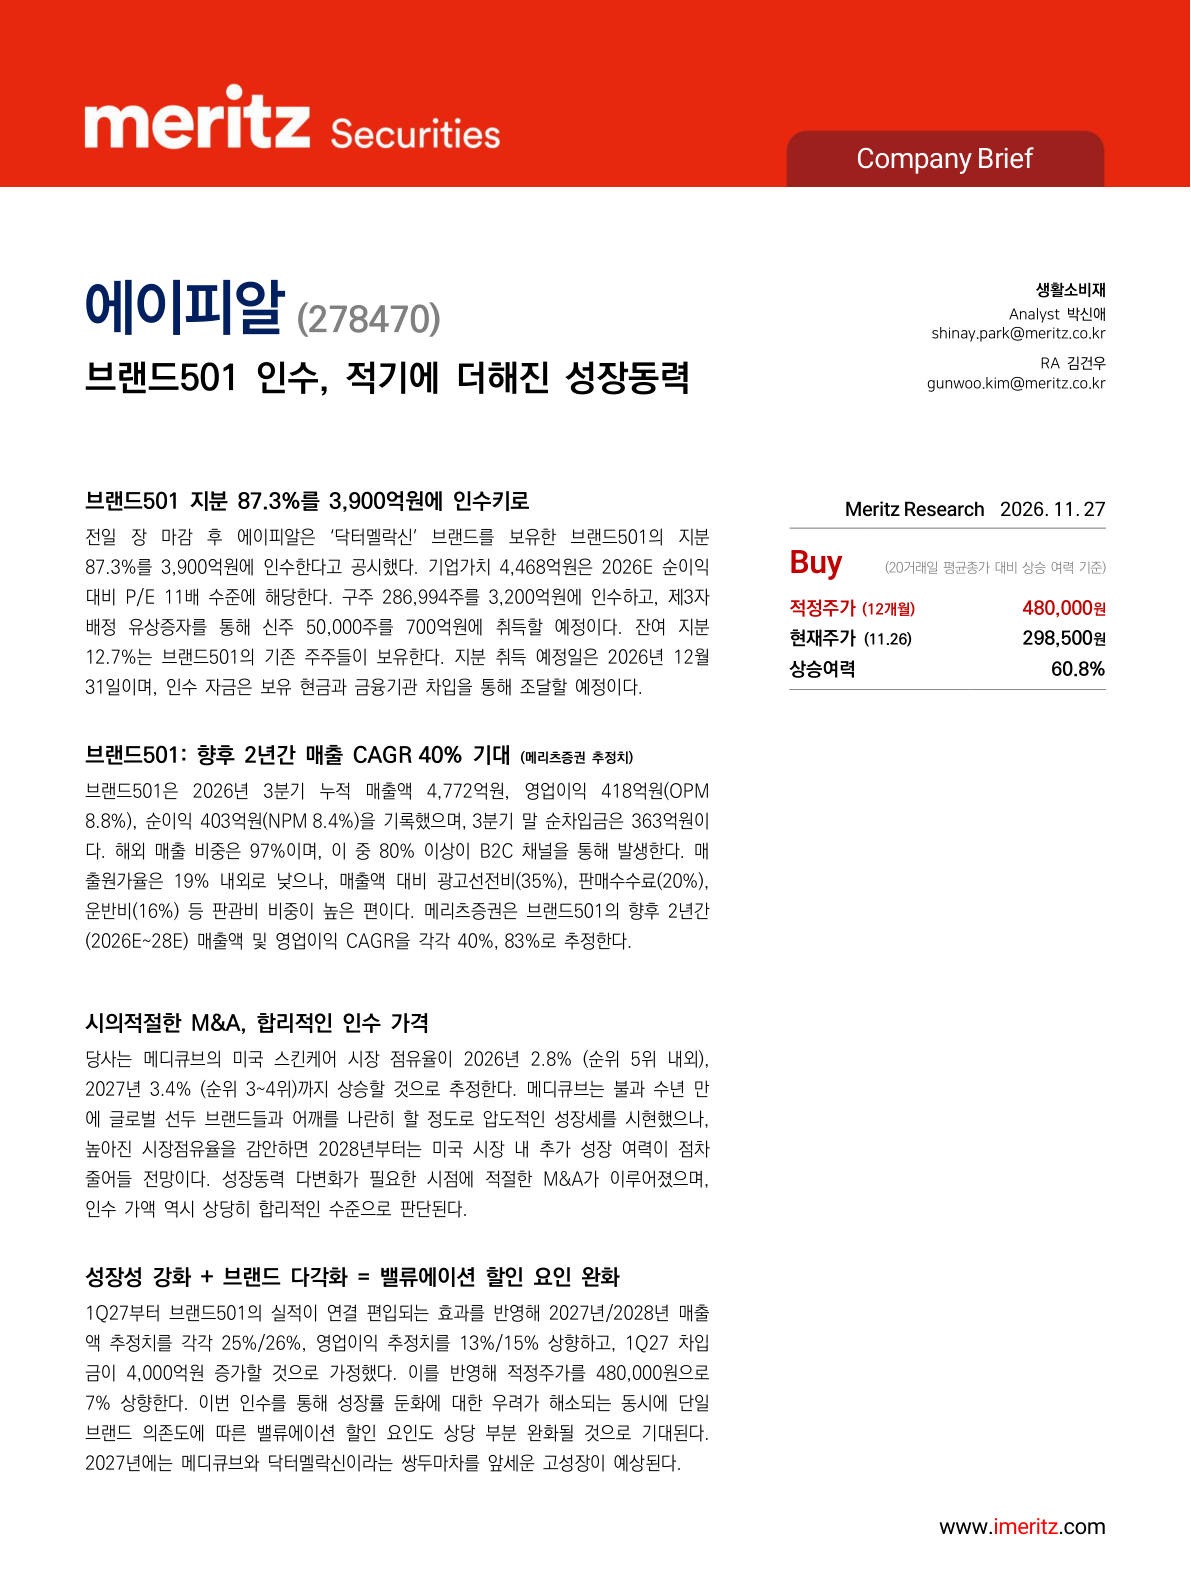 meritz Securities
Company Brief
에이피알 (278470)
브랜드501 인수, 적기에 더해진 성장동력
생활소비재
Analyst 박신애
shinay.park@meritz.co.kr
RA 김건우
gunwoo.kim@meritz.co.kr
브랜드501 지분 87.3%를 3,900억원에 인수키로
전일 장 마감 후 에이피알은 ‘닥터멜락신’ 브랜드를 보유한 브랜드501의 지분
87.3%를 3,900억원에 인수한다고 공시했다. 기업가치 4,468억원은 2026E 순이익
대비 P/E 11배 수준에 해당한다. 구주 286,994주를 3,200억원에 인수하고, 제3자
배정 유상증자를 통해 신주 50,000주를 700억원에 취득할 예정이다. 잔여 지분
12.7%는 브랜드501의 기존 주주들이 보유한다. 지분 취득 예정일은 2026년 12월
31일이며, 인수 자금은 보유 현금과 금융기관 차입을 통해 조달할 예정이다.
브랜드501: 향후 2년간 매출 CAGR 40% 기대 (메리츠증권 추정치)
브랜드501은 2026년 3분기 누적 매출액 4,772억원, 영업이익 418억원(OPM
8.8%), 순이익 403억원(NPM 8.4%)을 기록했으며, 3분기 말 순차입금은 363억원이
다. 해외 매출 비중은 97%이며, 이 중 80% 이상이 B2C 채널을 통해 발생한다. 매
출원가율은 19% 내외로 낮으나, 매출액 대비 광고선전비(35%), 판매수수료(20%),
운반비(16%) 등 판관비 비중이 높은 편이다. 메리츠증권은 브랜드501의 향후 2년간
(2026E~28E) 매출액 및 영업이익 CAGR을 각각 40%, 83%로 추정한다.
시의적절한 M&A, 합리적인 인수 가격
당사는 메디큐브의 미국 스킨케어 시장 점유율이 2026년 2.8% (순위 5위 내외),
2027년 3.4% (순위 3~4위)까지 상승할 것으로 추정한다. 메디큐브는 불과 수년 만
에 글로벌 선두 브랜드들과 어깨를 나란히 할 정도로 압도적인 성장세를 시현했으나,
높아진 시장점유율을 감안하면 2028년부터는 미국 시장 내 추가 성장 여력이 점차
줄어들 전망이다. 성장동력 다변화가 필요한 시점에 적절한 M&A가 이루어졌으며,
인수 가액 역시 상당히 합리적인 수준으로 판단된다.
성장성 강화 + 브랜드 다각화 = 밸류에이션 할인 요인 완화
1Q27부터 브랜드501의 실적이 연결 편입되는 효과를 반영해 2027년/2028년 매출
액 추정치를 각각 25%/26%, 영업이익 추정치를 13%/15% 상향하고, 1Q27 차입
금이 4,000억원 증가할 것으로 가정했다. 이를 반영해 적정주가를 480,000원으로
7% 상향한다. 이번 인수를 통해 성장률 둔화에 대한 우려가 해소되는 동시에 단일
브랜드 의존도에 따른 밸류에이션 할인 요인도 상당 부분 완화될 것으로 기대된다.
2027년에는 메디큐브와 닥터멜락신이라는 쌍두마차를 앞세운 고성장이 예상된다.
Meritz Research 2026. 11. 27
Buy (20거래일 평균종가 대비 상승 여력 기준)
적정주가 (12개월) 480,000원
현재주가 (11.26) 298,500원
상승여력 60.8%
www.imeritz.com